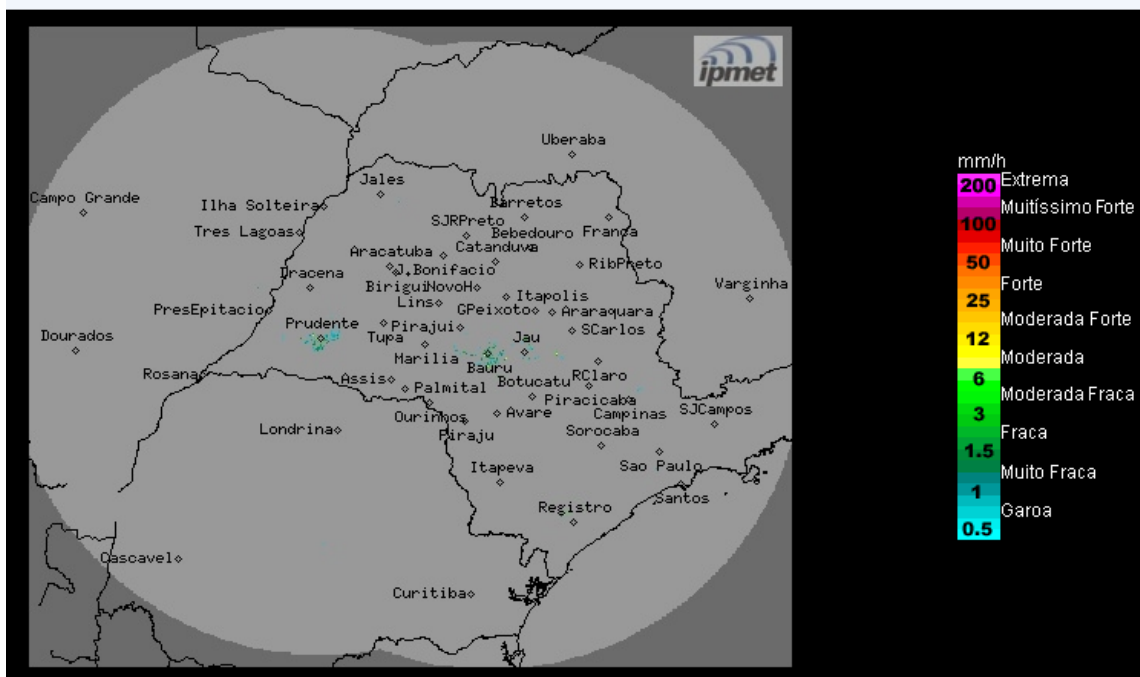 ipmet
Uberaba
Jales
Campo Grande
Ilha Solteira
Barretos
SJRPreto
Franca
Tres Lagoas
Bebedouro
Catanduva
Aracatuba
J.Bonifacio
RibPreto
Dracena
Birigui
NovoH
Varginha
Lins
Itapolis
PresEpitacio
GPeixoto
Araraquara
Prudente
Pirajui
SCarlos
Dourados
Tupa
Jau
Marilia
Bauru
Rosana
Assis
Botucatu
RClaro
Palmital
Piracicaba
Ourinhos
Avare
Campinas
SJCampos
Londrina
Piraju
Sorocaba
Itapeva
Sao Paulo
Santos
Registro
Cascavel
Curitiba
mm/h
200 Extrema
Muitíssimo Forte
100
Muito Forte
50
Forte
25
Moderada Forte
12
Moderada
6
Moderada Fraca
3
Fraca
1.5
Muito Fraca
1
Garoa
0.5